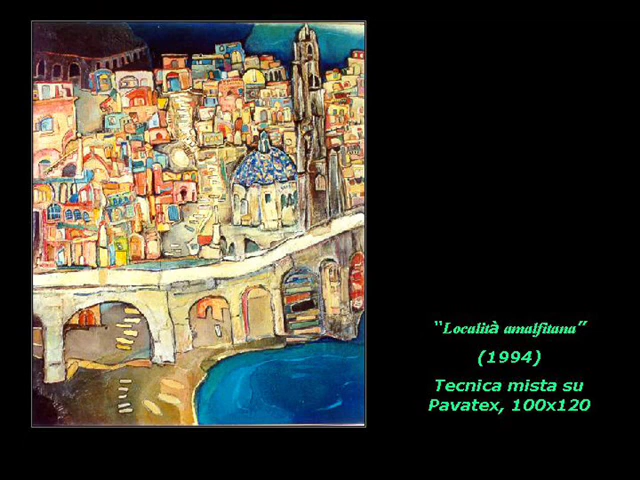 “Località amalfitana”
(1994)
Tecnica mista su
Pavatex, 100x120